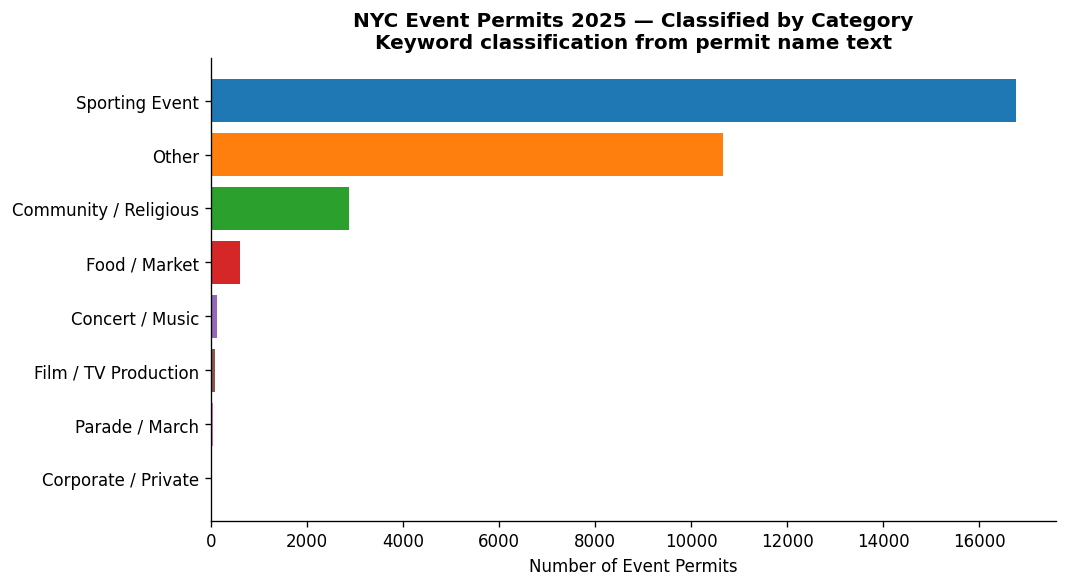 NYC Event Permits 2025 — Classified by Category
Keyword classification from permit name text
Sporting Event
Other
Community / Religious
Food / Market
Concert / Music
Film / TV Production
Parade / March
Corporate / Private
0 2000 4000 6000 8000 10000 12000 14000 16000
Number of Event Permits